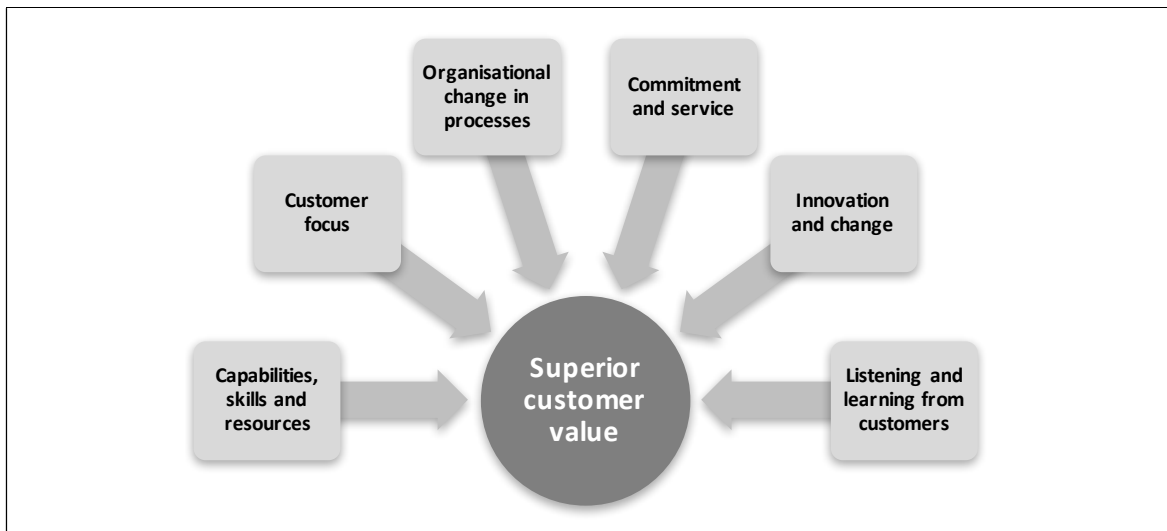 Organisational
change in
processes
Commitment
and service
Customer
focus
Innovation
and change
Capabilities,
skills and
resources
Superior
customer
value
Listening and
learning from
customers